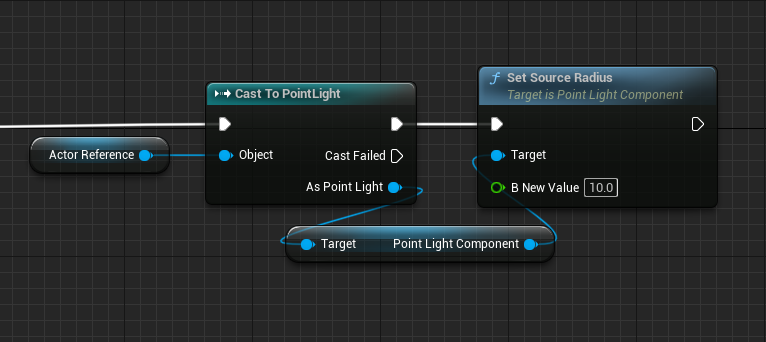 Cast To PointLight
Set Source Radius
Target is Point Light Component
Actor Reference
Object
Cast Failed
As Point Light
Target
B New Value 10.0
Target
Point Light Component